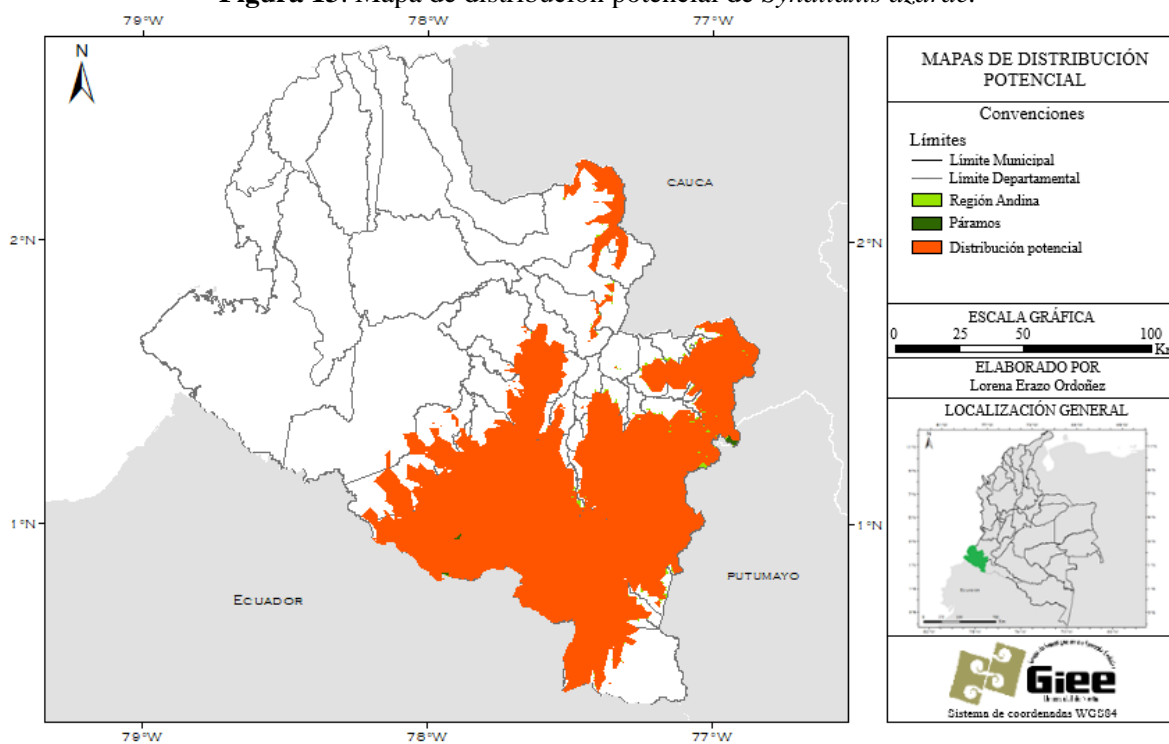 Figura 15. Mapa de distribución potencial de Synallaxis azarae.
79°W 78°W 77°W
N
CAUCA
2°N 2°N
1°N 1°N
PUTUMAYO
ECUADOR
79°W 78°W 77°W
MAPAS DE DISTRIBUCIÓN
POTENCIAL
Convenciones
Límites
Límite Municipal
Límite Departamental
Región Andina
Páramos
Distribución potencial
ESCALA GRÁFICA
0 25 50 100
Km
ELABORADO POR
Lorena Erazo Ordoñez
LOCALIZACIÓN GENERAL
Giee
Sistema de coordenadas WGS84